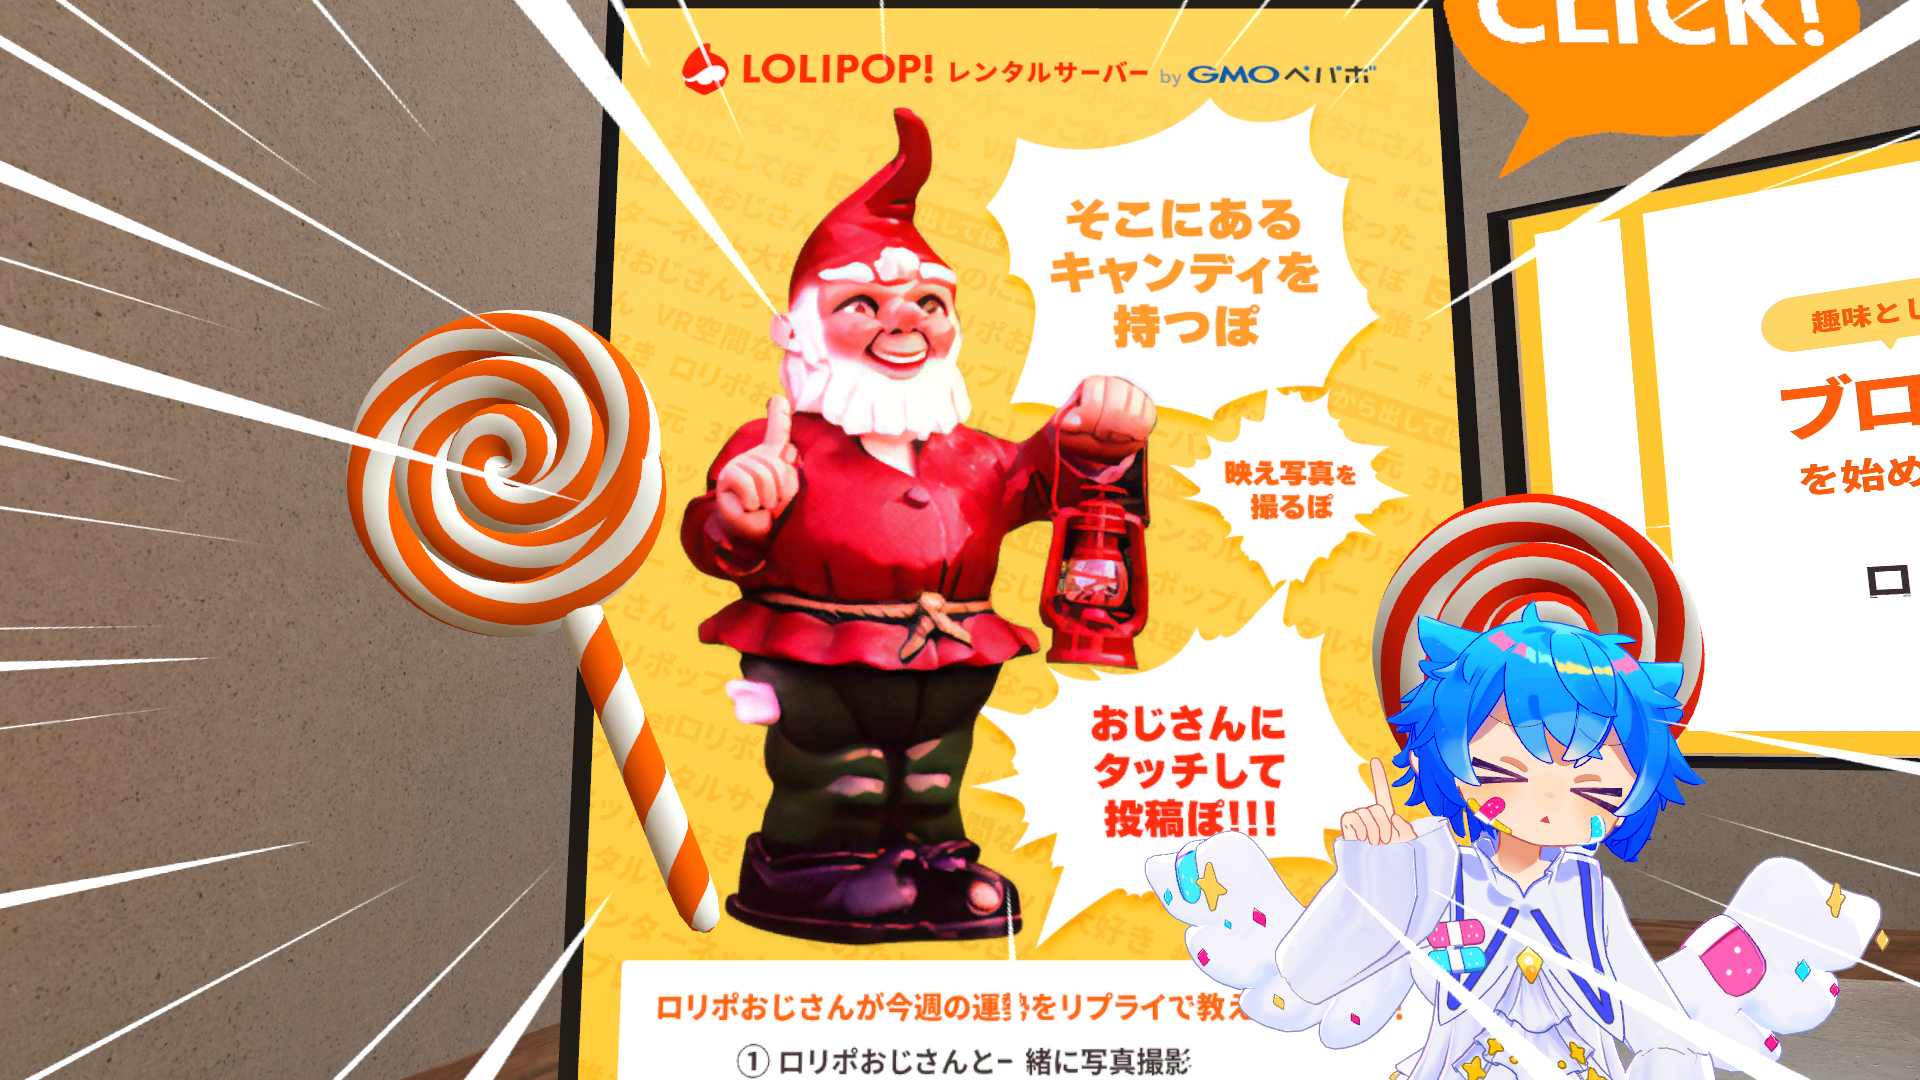 CLICK!
LOLIPOP! レンタルサーバー by GMOペパボ
そこにある
キャンディを
持つぽ
映え写真を
撮るぽ
おじさんに
タッチして
投稿ぽ!!!
趣味とし
ブロ
を始め
ロ
ロリポおじさんが今週の運勢をリプライで教え
① ロリポおじさんと一緒に写真撮影